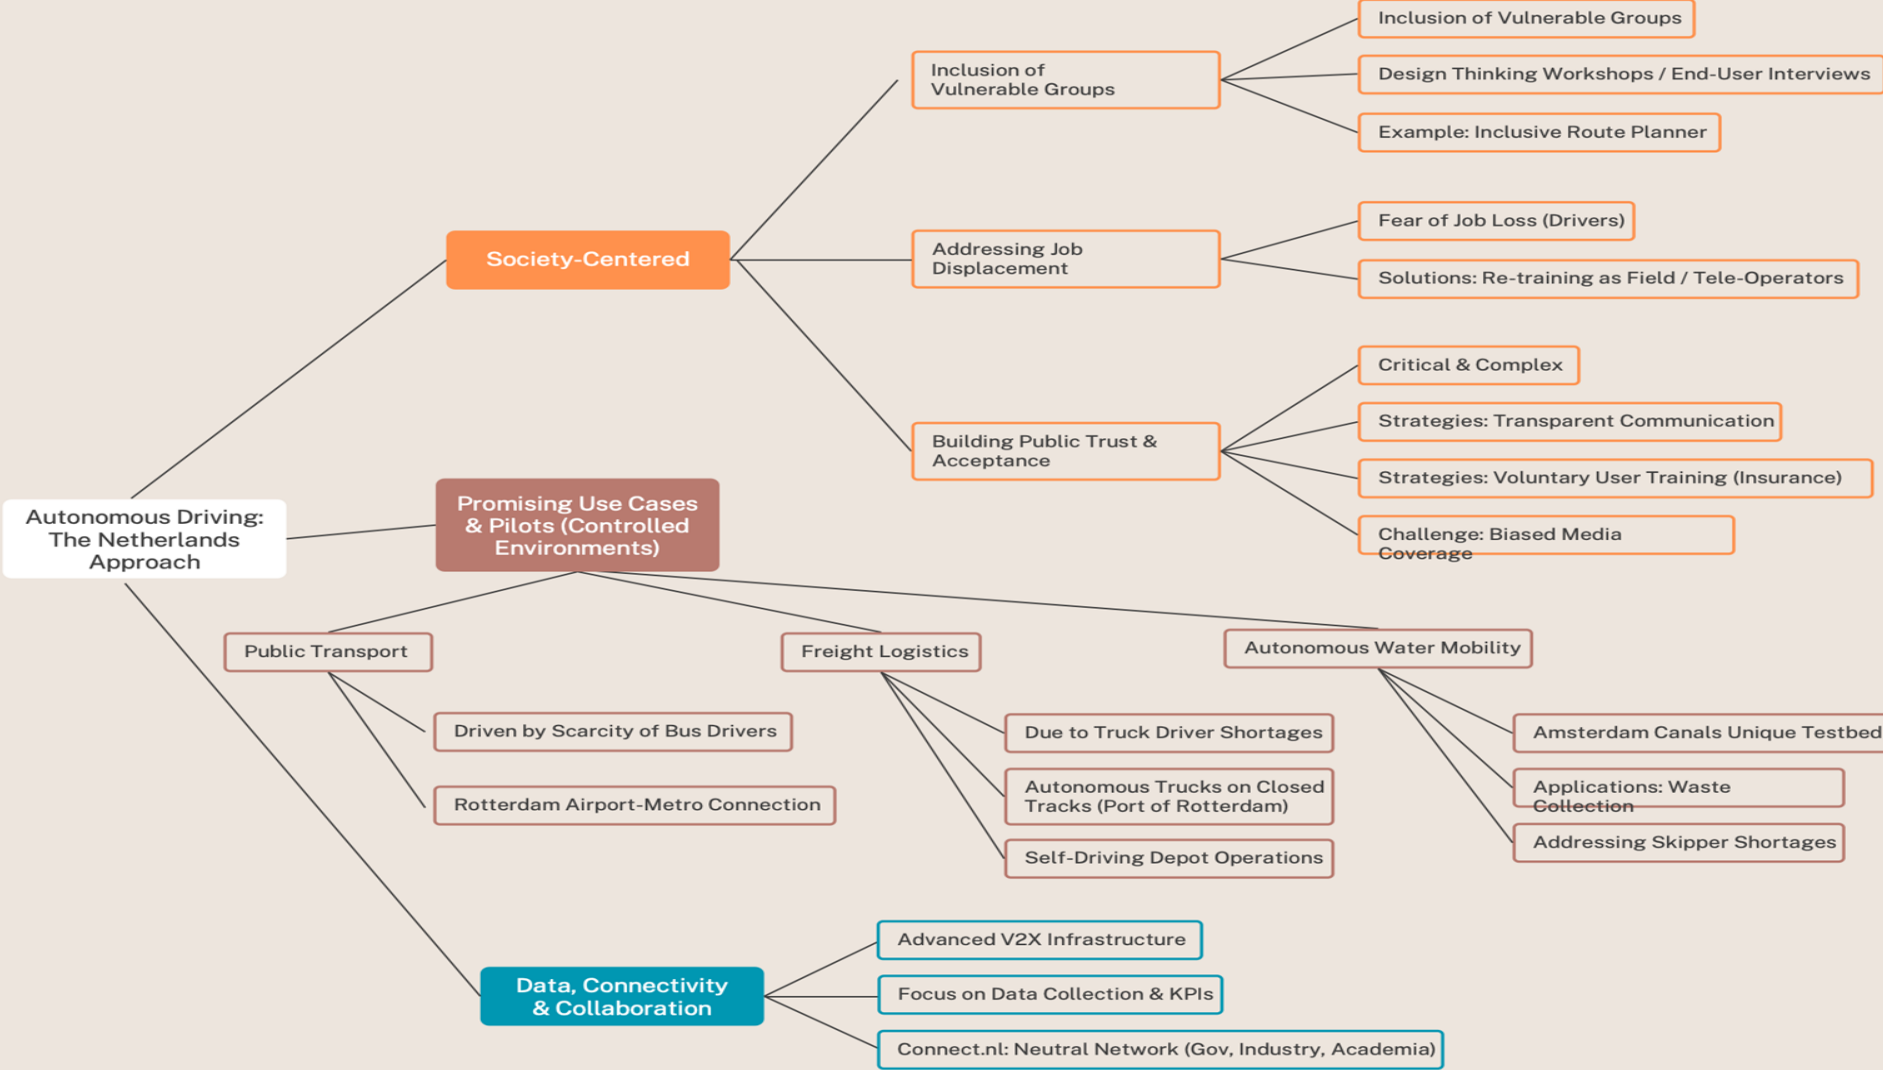 Inclusion of Vulnerable Groups
Inclusion of
Vulnerable Groups
Design Thinking Workshops / End-User Interviews
Example: Inclusive Route Planner
Society-Centered
Addressing Job
Displacement
Fear of Job Loss (Drivers)
Solutions: Re-training as Field / Tele-Operators
Building Public Trust &
Acceptance
Critical & Complex
Strategies: Transparent Communication
Strategies: Voluntary User Training (Insurance)
Challenge: Biased Media
Coverage
Autonomous Driving:
The Netherlands
Approach
Promising Use Cases
& Pilots (Controlled
Environments)
Public Transport
Driven by Scarcity of Bus Drivers
Rotterdam Airport-Metro Connection
Freight Logistics
Due to Truck Driver Shortages
Autonomous Trucks on Closed
Tracks (Port of Rotterdam)
Self-Driving Depot Operations
Autonomous Water Mobility
Amsterdam Canals Unique Testbed
Applications: Waste
Collection
Addressing Skipper Shortages
Data, Connectivity
& Collaboration
Advanced V2X Infrastructure
Focus on Data Collection & KPIs
Connect.nl: Neutral Network (Gov, Industry, Academia)